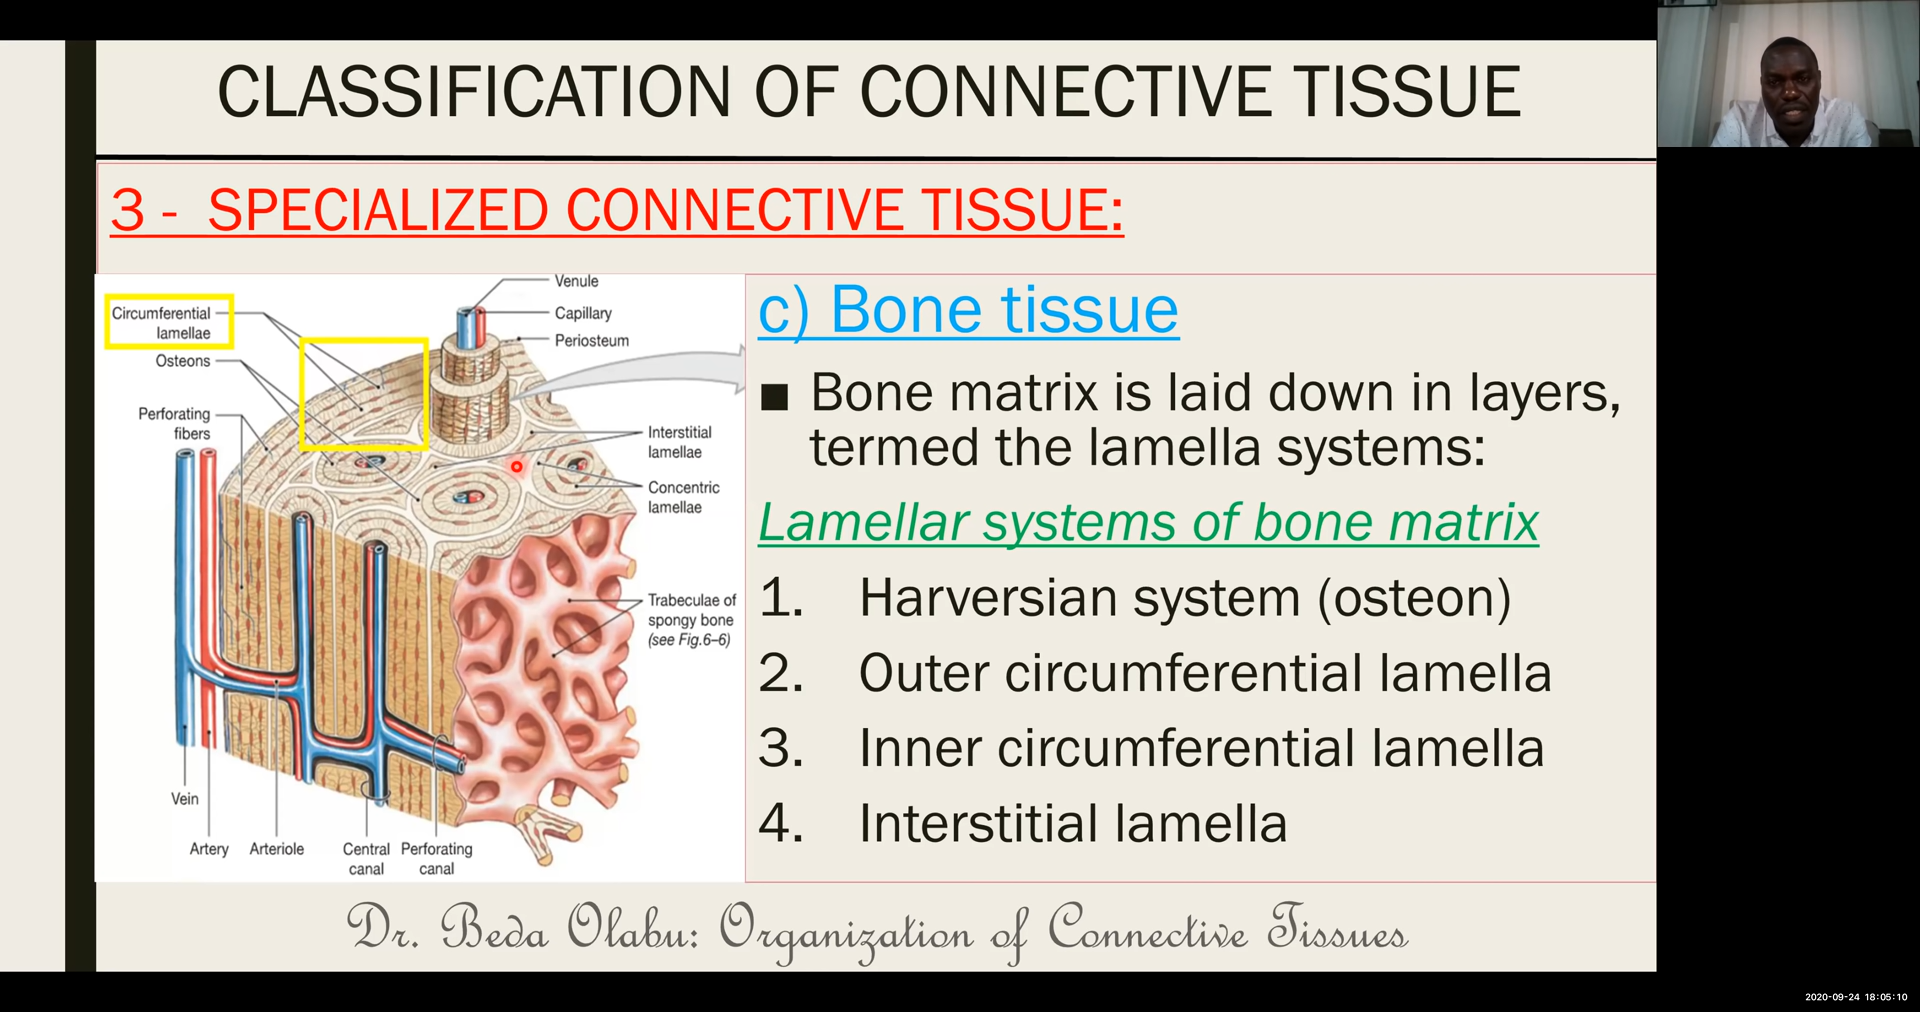 CLASSIFICATION OF CONNECTIVE TISSUE
3 - SPECIALIZED CONNECTIVE TISSUE:
Venule
Circumferential
lamellae
Capillary
Periosteum
Osteons
Perforating
fibers
Interstitial
lamellae
Concentric
lamellae
Trabeculae of
spongy bone
(see Fig.6–6)
Vein
Artery
Arteriole
Central
canal
Perforating
canal
c) Bone tissue
■ Bone matrix is laid down in layers,
termed the lamella systems:
Lamellar systems of bone matrix
1. Harversian system (osteon)
2. Outer circumferential lamella
3. Inner circumferential lamella
4. Interstitial lamella
Dr. Beda Olabu: Organization of Connective Tissues
2020-09-24 18:05:10